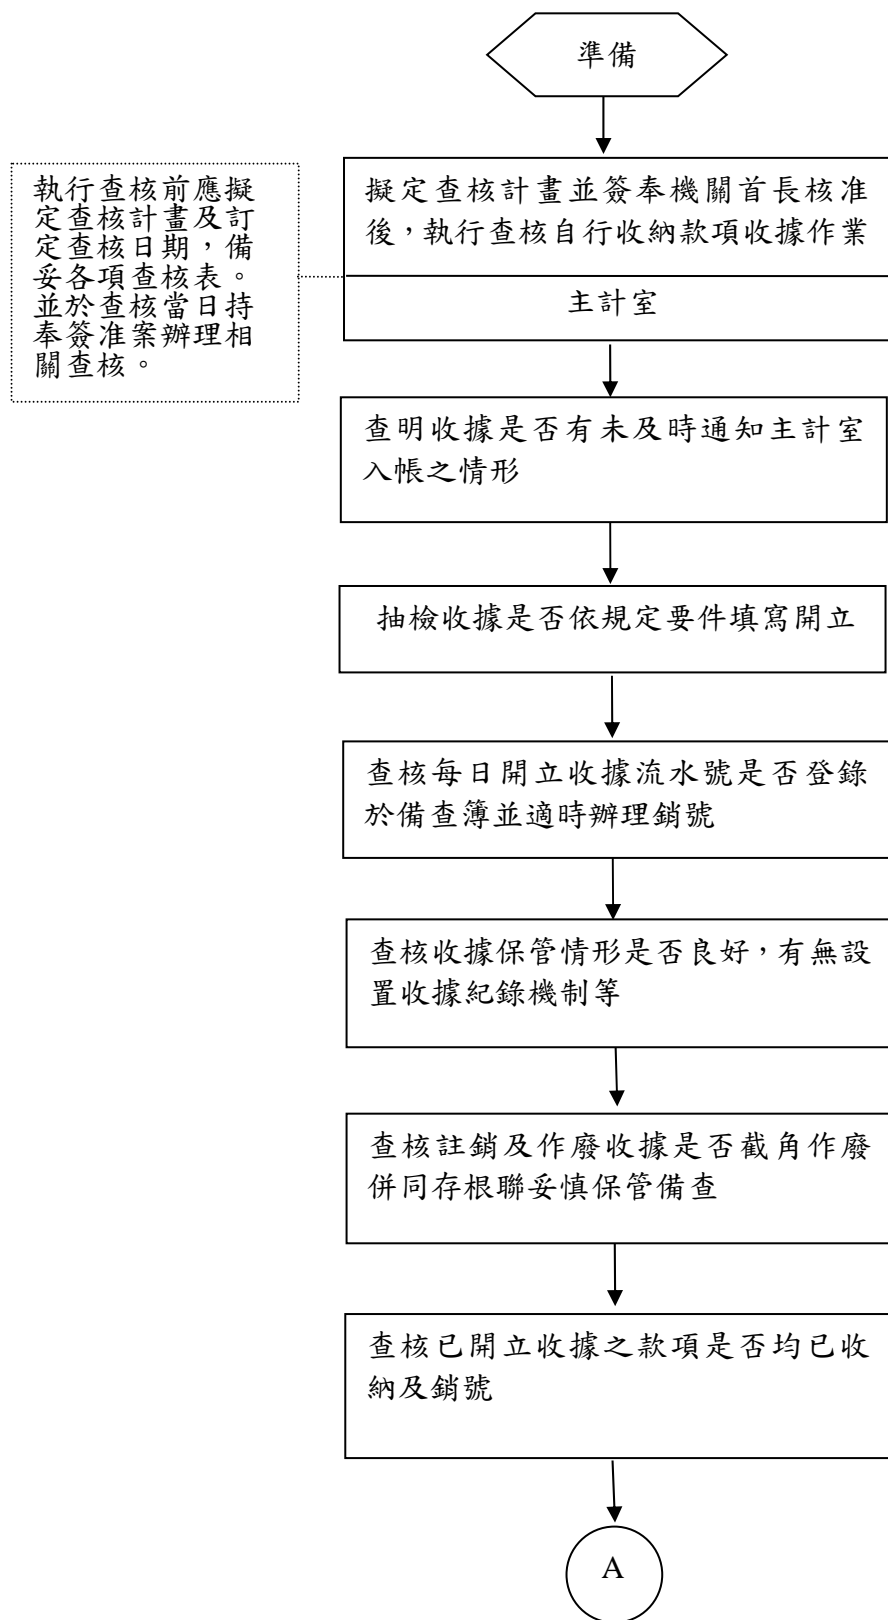 準備
執行查核前應擬
定查核計畫及訂
定查核日期，備
妥各項查核表。
並於查核當日持
奉簽准案辦理相
關查核。
擬定查核計畫並簽奉機關首長核准
後，執行查核自行收納款項收據作業
主計室
查明收據是否有未及時通知主計室
入帳之情形
抽檢收據是否依規定要件填寫開立
查核每日開立收據流水號是否登錄
於備查簿並適時辦理銷號
查核收據保管情形是否良好，有無設
置收據紀錄機制等
查核註銷及作廢收據是否截角作廢
併同存根聯妥慎保管備查
查核已開立收據之款項是否均已收
納及銷號
A